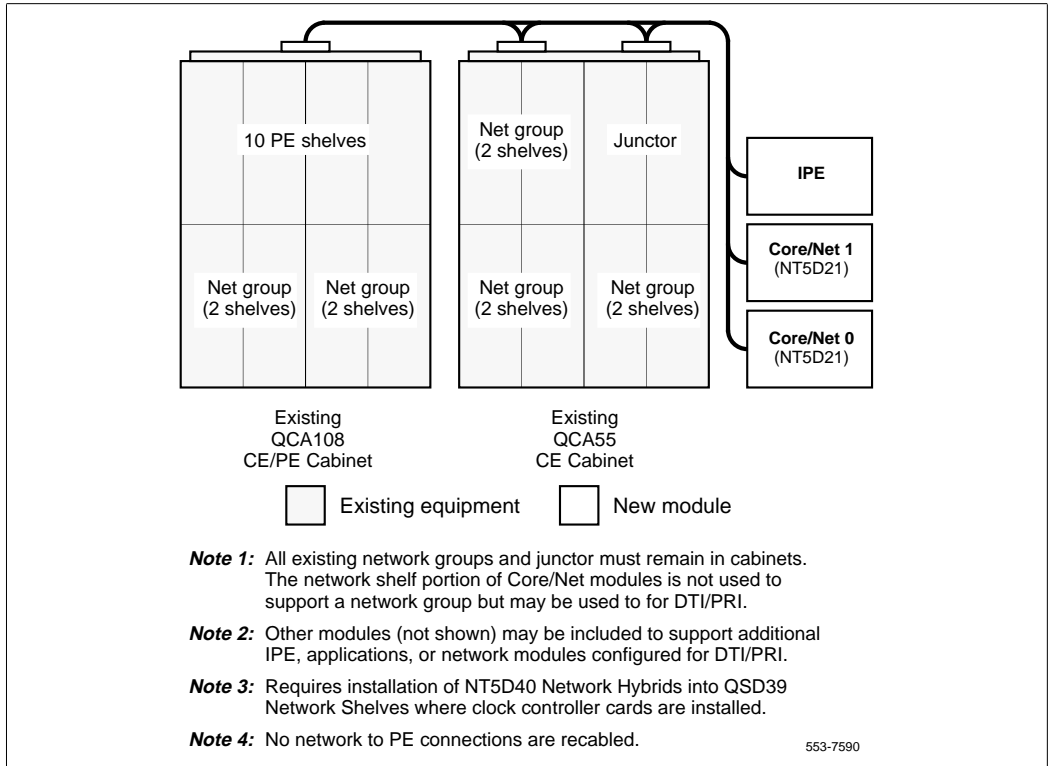 10 PE shelves
Net group
(2 shelves)
Junctor
IPE
Net group
(2 shelves)
Net group
(2 shelves)
Net group
(2 shelves)
Net group
(2 shelves)
Core/Net 1
(NT5D21)
Core/Net 0
(NT5D21)
Existing
QCA108
CE/PE Cabinet
Existing
QCA55
CE Cabinet
Existing equipment
New module
Note 1: All existing network groups and junctor must remain in cabinets.
The network shelf portion of Core/Net modules is not used to
support a network group but may be used to for DTI/PRI.
Note 2: Other modules (not shown) may be included to support additional
IPE, applications, or network modules configured for DTI/PRI.
Note 3: Requires installation of NT5D40 Network Hybrids into QSD39
Network Shelves where clock controller cards are installed.
Note 4: No network to PE connections are recabled.
553-7590